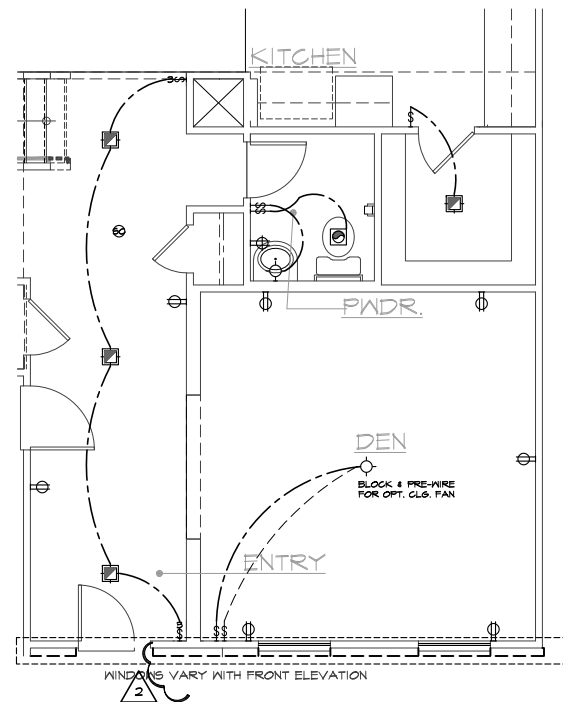 KITCHEN
PWDR.
DEN
BLOCK & PRE-WIRE
FOR OPT. CLG. FAN
ENTRY
WINDOWS VARY WITH FRONT ELEVATION
2